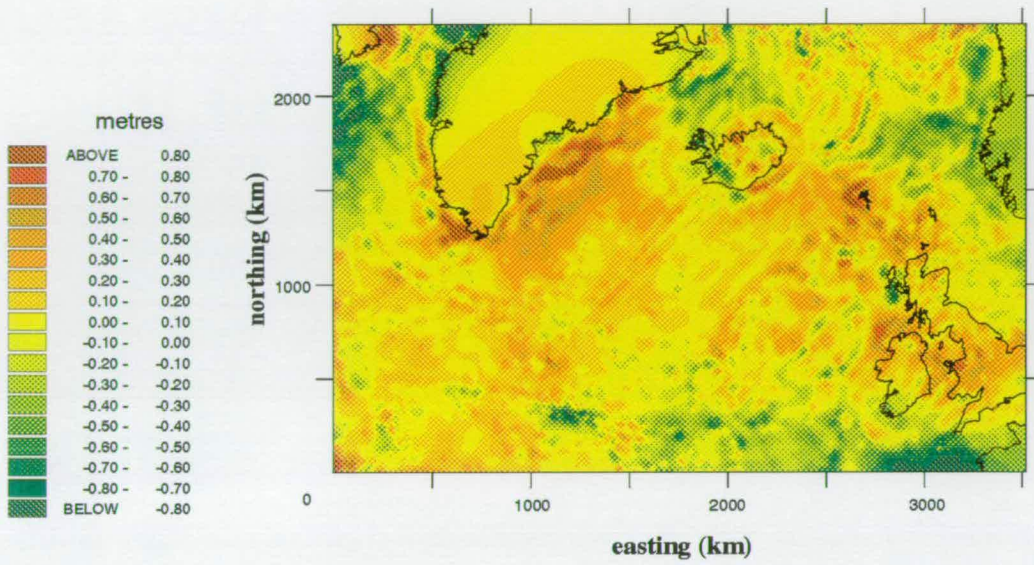 metres
ABOVE 0.80
0.70 - 0.80
0.60 - 0.70
0.50 - 0.60
0.40 - 0.50
0.30 - 0.40
0.20 - 0.30
0.10 - 0.20
0.00 - 0.10
-0.10 - 0.00
-0.20 - -0.10
-0.30 - -0.20
-0.40 - -0.30
-0.50 - -0.40
-0.60 - -0.50
-0.70 - -0.60
-0.80 - -0.70
BELOW -0.80
northing (km)
2000
1000
0
1000
2000
3000
easting (km)